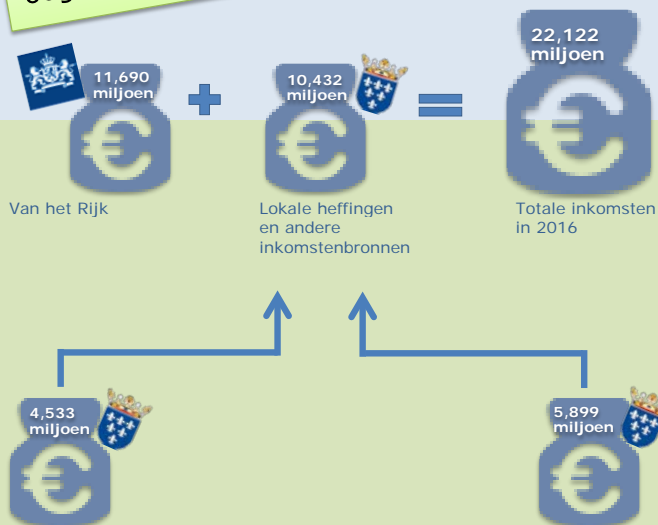 11,690
miljoen
10,432
miljoen
22,122
miljoen
Van het Rijk
Lokale heffingen
en andere
inkomstenbronnen
Totale inkomsten
in 2016
4,533
miljoen
5,899
miljoen